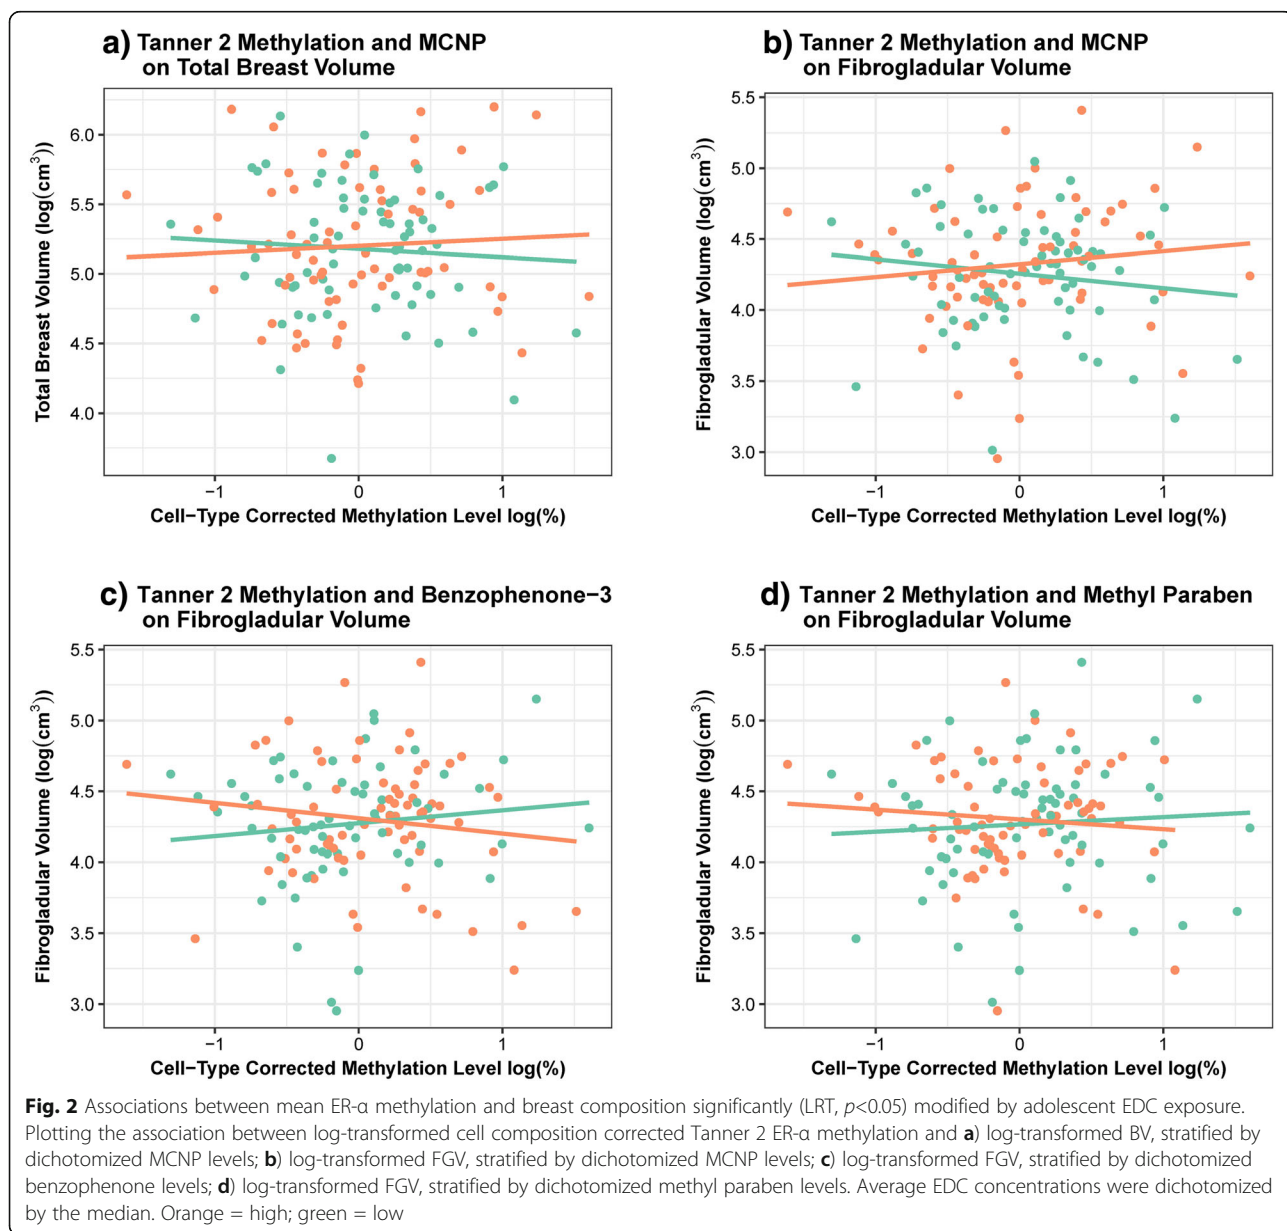 a) Tanner 2 Methylation and MCNP
on Total Breast Volume
6.0
5.5
5.0
4.5
4.0
Total Breast Volume (log(cm³))
−1
0
1
Cell−Type Corrected Methylation Level log(%)
b) Tanner 2 Methylation and MCNP
on Fibrogladular Volume
5.5
5.0
4.5
4.0
3.5
3.0
Fibrogladular Volume (log(cm³))
−1
0
1
Cell−Type Corrected Methylation Level log(%)
c) Tanner 2 Methylation and Benzophenone−3
on Fibrogladular Volume
5.5
5.0
4.5
4.0
3.5
3.0
Fibrogladular Volume (log(cm³))
−1
0
1
Cell−Type Corrected Methylation Level log(%)
d) Tanner 2 Methylation and Methyl Paraben
on Fibrogladular Volume
5.5
5.0
4.5
4.0
3.5
3.0
Fibrogladular Volume (log(cm³))
−1
0
1
Cell−Type Corrected Methylation Level log(%)
Fig. 2 Associations between mean ER-α methylation and breast composition significantly (LRT, p<0.05) modified by adolescent EDC exposure.
Plotting the association between log-transformed cell composition corrected Tanner 2 ER-α methylation and a) log-transformed BV, stratified by
dichotomized MCNP levels; b) log-transformed FGV, stratified by dichotomized MCNP levels; c) log-transformed FGV, stratified by dichotomized
benzophenone levels; d) log-transformed FGV, stratified by dichotomized methyl paraben levels. Average EDC concentrations were dichotomized
by the median. Orange = high; green = low